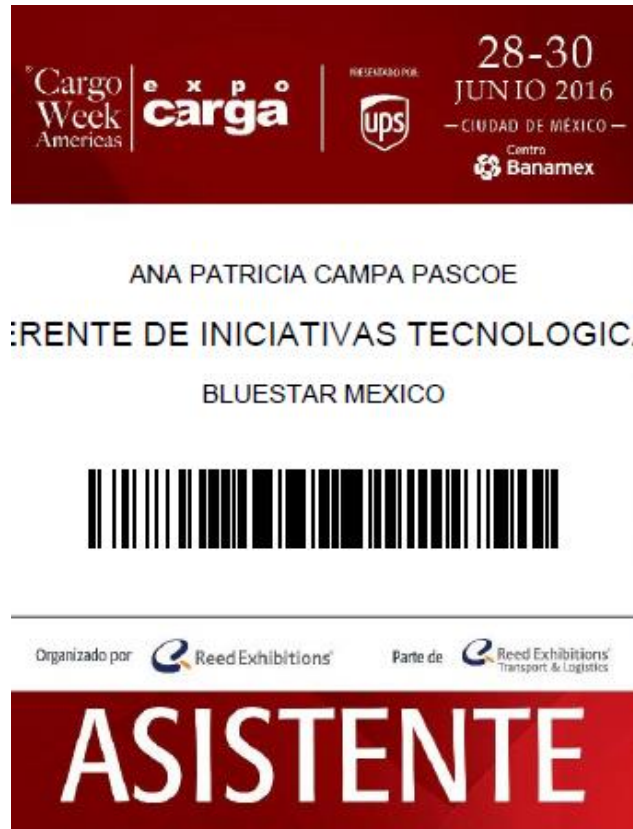 Cargo
Week
Americas
expo
carga
PRESENTADO POR:
ups
28-30
JUNIO 2016
— CIUDAD DE MÉXICO —
Centro
Banamex
ANA PATRICIA CAMPA PASCOE
ERENTE DE INICIATIVAS TECNOLOGICA
BLUESTAR MEXICO
Organizado por Reed Exhibitions® Parte de Reed Exhibitions®
Transport & Logistics
ASISTENTE